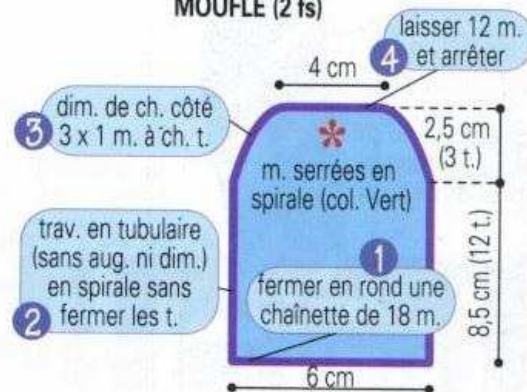 MOUFLE (2 fs)
laisser 12 m.
4 et arrêter
4 cm
dim. de ch. côté
3 3 x 1 m. à ch. t.
2,5 cm
(3 t.)
m. serrées en
spirale (col. Vert)
trav. en tubulaire
(sans aug. ni dim.)
en spirale sans
2 fermer les t.
1
fermer en rond une
chaînette de 18 m.
8,5 cm (12 t.)
6 cm